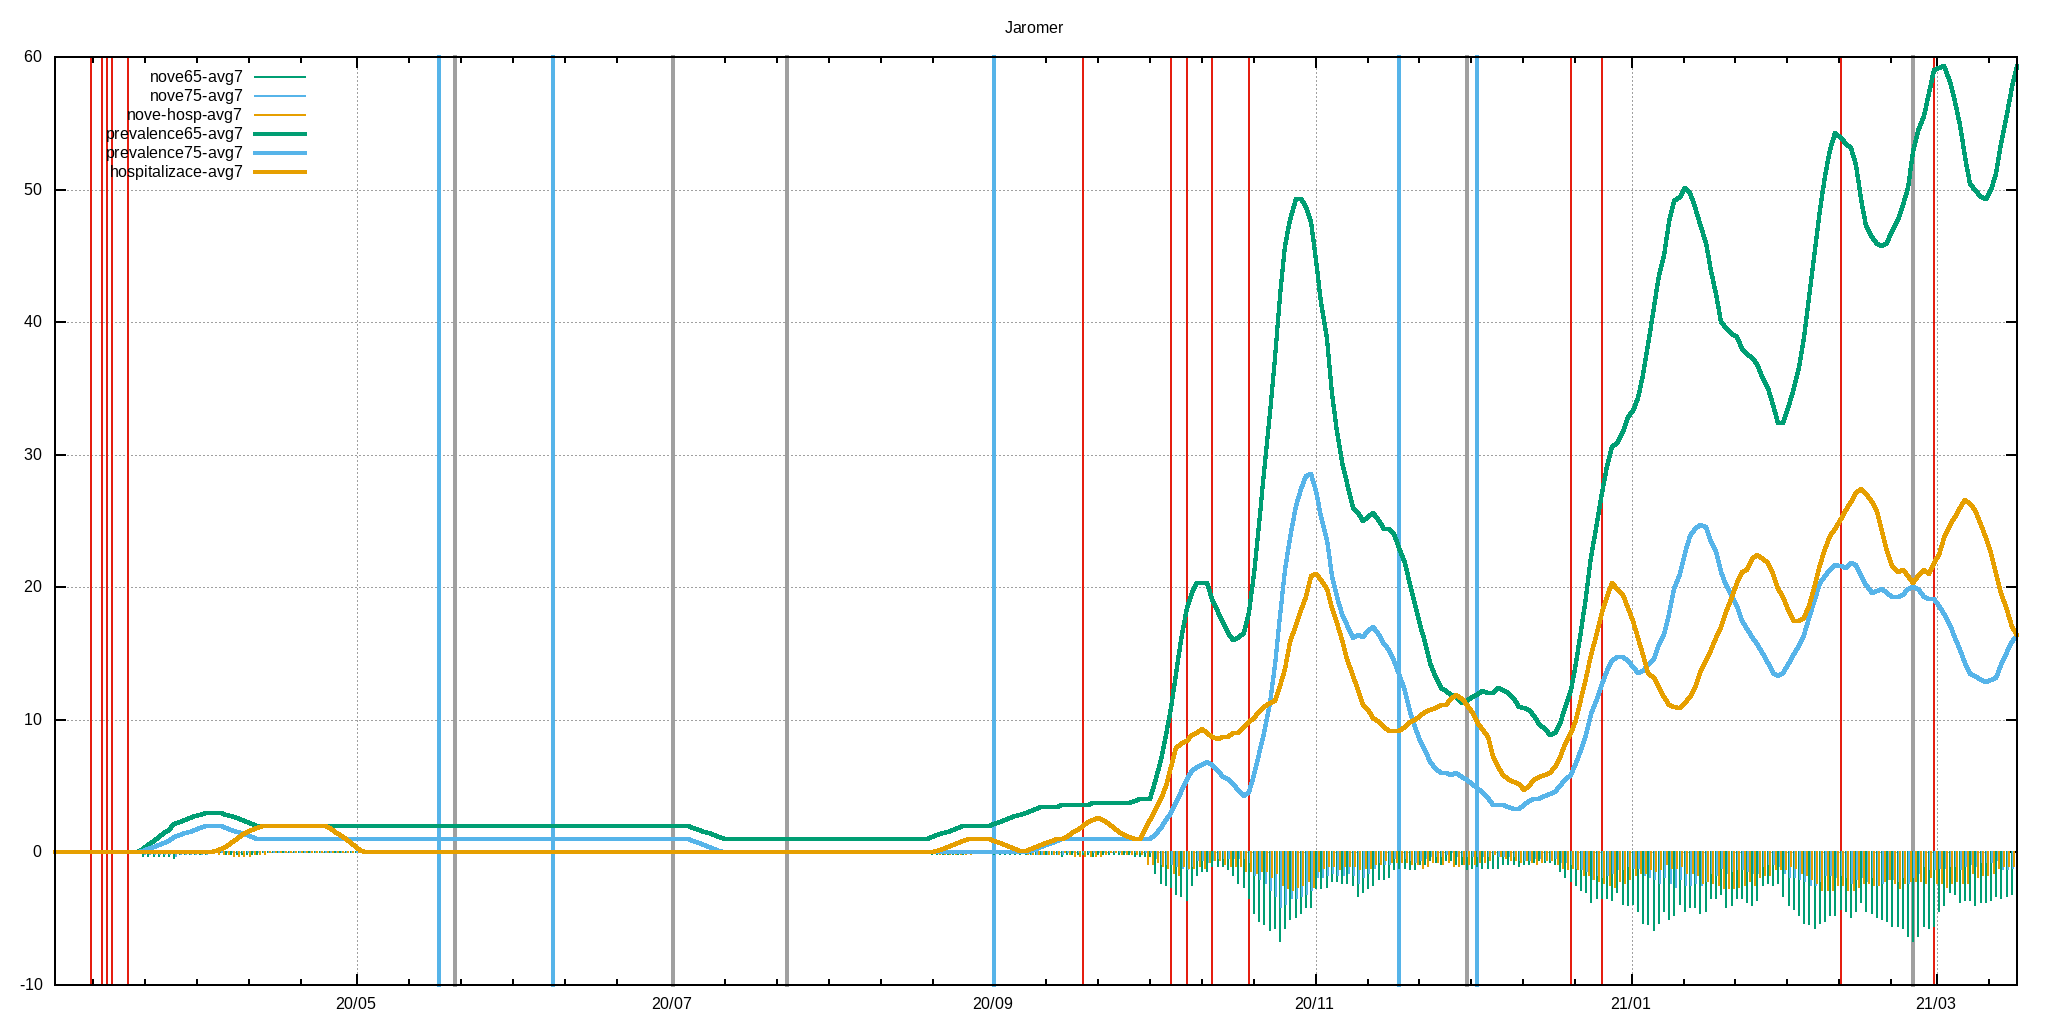 Jaromer
60
nove65-avg7
nove75-avg7
nove-hosp-avg7
prevalence65-avg7
prevalence75-avg7
hospitalizace-avg7
50
40
30
20
10
0
-10
20/05
20/07
20/09
20/11
21/01
21/03